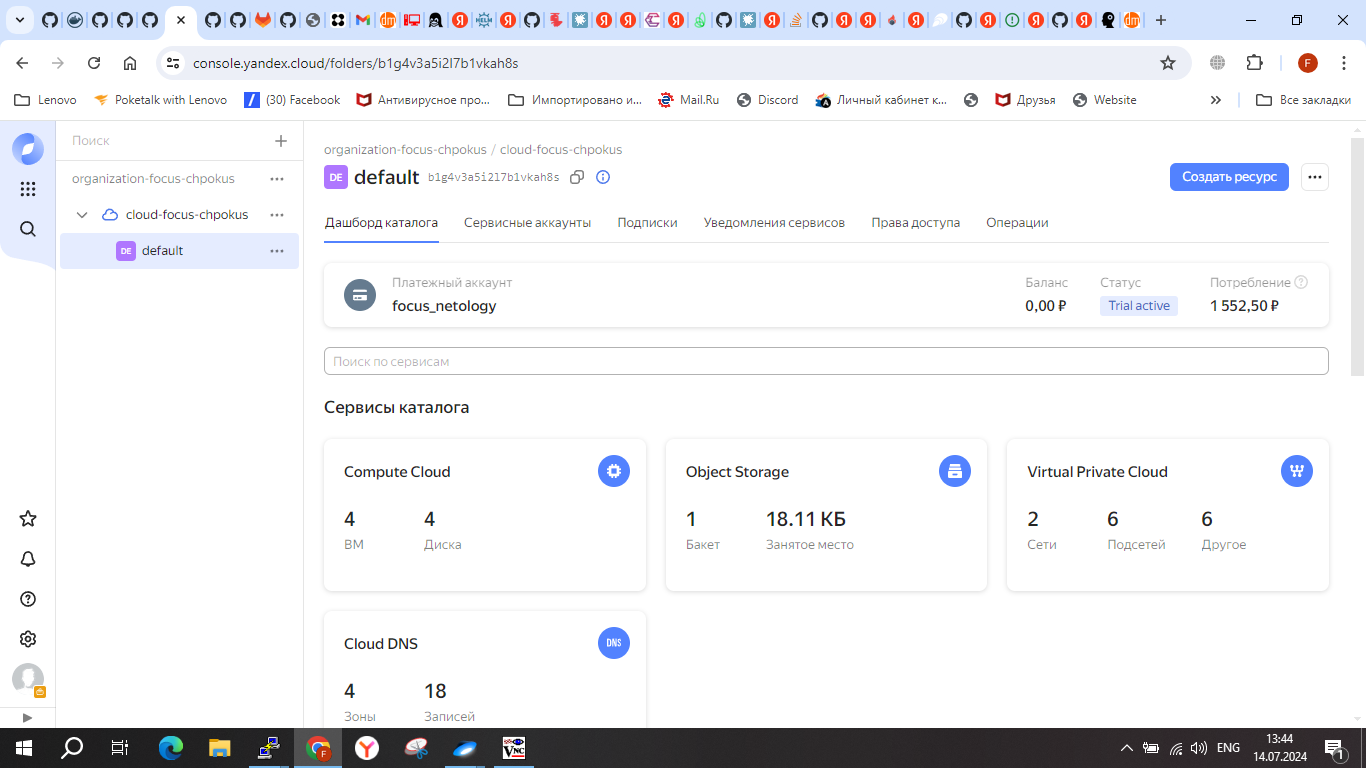 console.yandex.cloud/folders/b1g4v3a5i2l7b1vkah8s
F
Lenovo
Poketalk with Lenovo
(30) Facebook
Антивирусное про...
Импортировано и...
Mail.Ru
Discord
Личный кабинет к...
Друзья
Website
Все закладки
Поиск
organization-focus-chpokus
cloud-focus-chpokus
DE default
organization-focus-chpokus / cloud-focus-chpokus
DE default b1g4v3a5i2l7b1vkah8s
Создать ресурс
Дашборд каталога
Сервисные аккаунты
Подписки
Уведомления сервисов
Права доступа
Операции
Платежный аккаунт
focus_netology
Баланс
0,00 ₽
Статус
Trial active
Потребление
1 552,50 ₽
Поиск по сервисам
Сервисы каталога
Compute Cloud
4 4
ВМ Диска
Object Storage
1 18.11 КБ
Бакет Занятое место
Virtual Private Cloud
2 6 6
Сети Подсетей Другое
Cloud DNS
DNS
4 18
Зоны Записей
ENG
13:44
14.07.2024
1